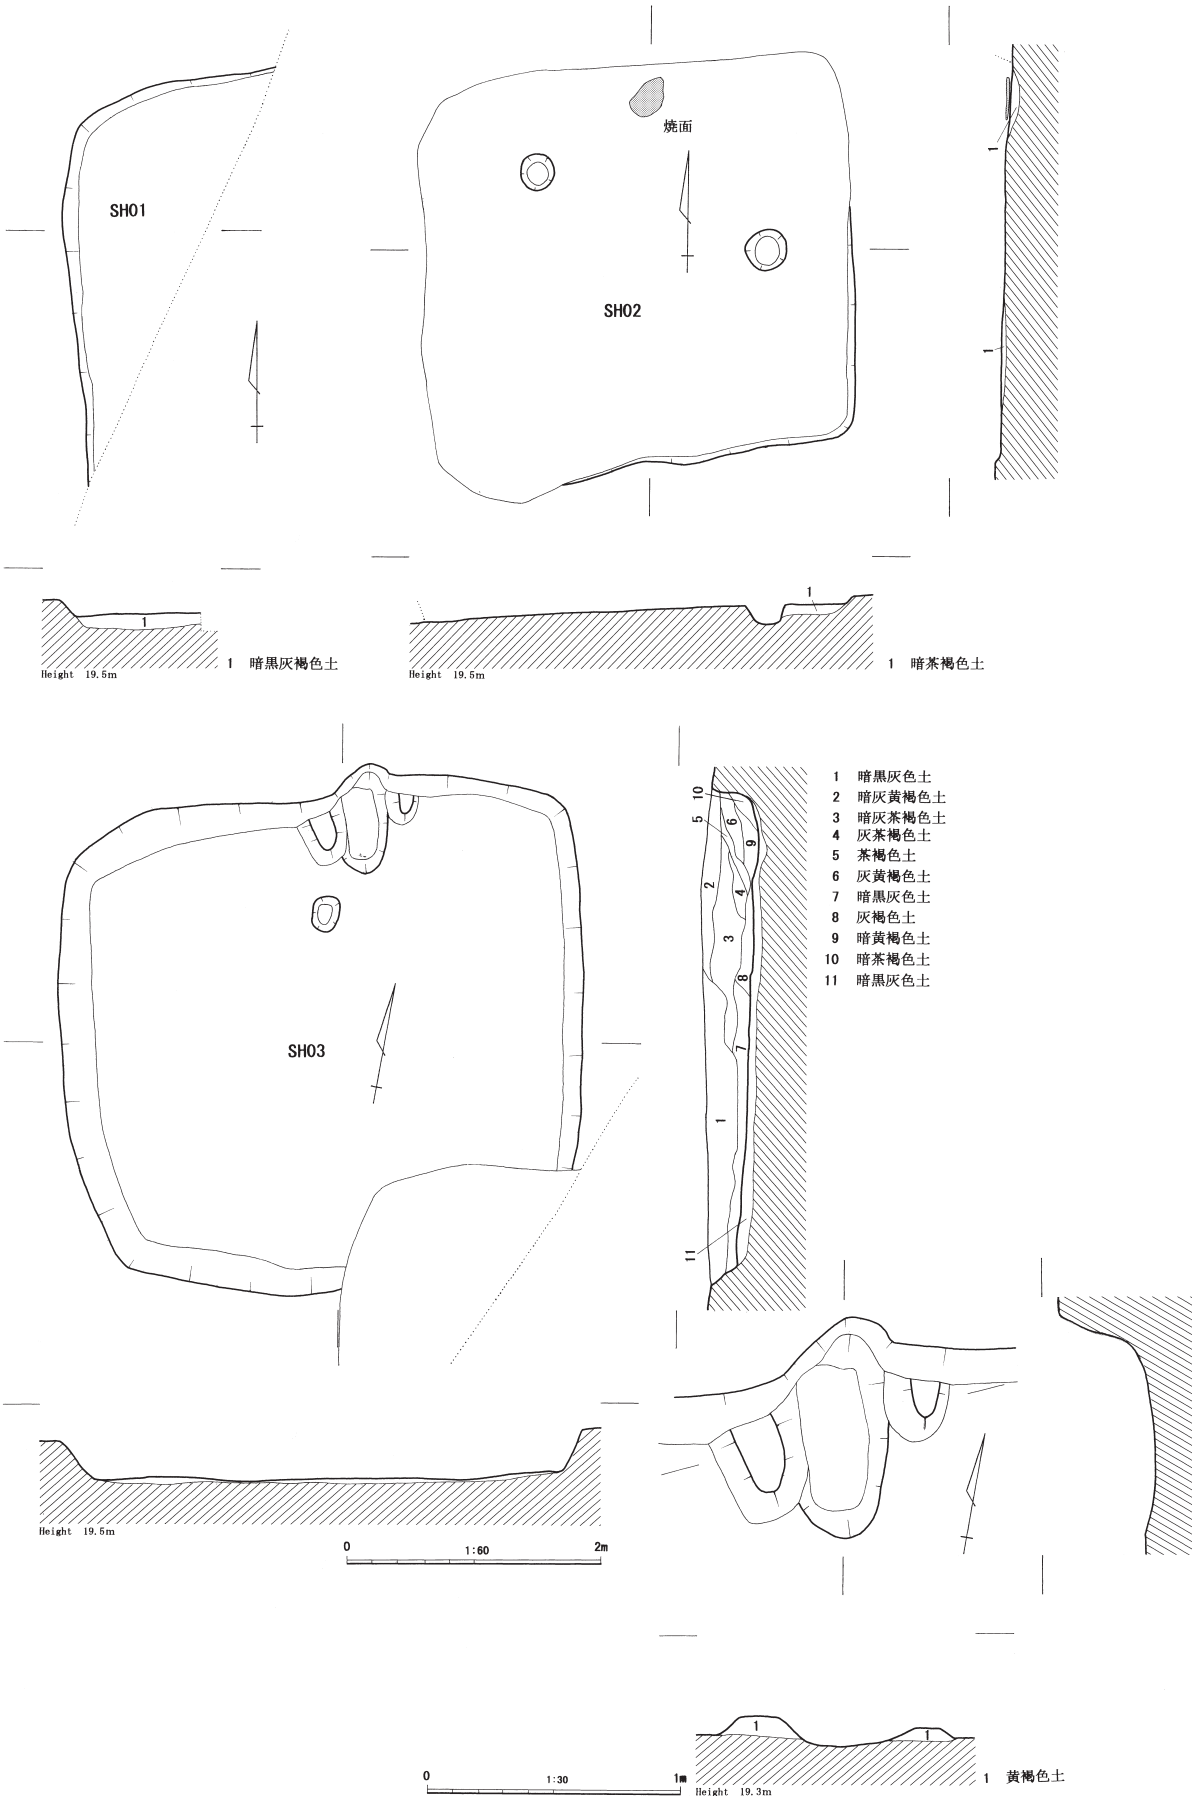 SH01
焼面
SH02
1
1
1
Height 19.5m
1 暗黒灰褐色土
1
Height 19.5m
1 暗茶褐色土
SH03
10
5
6
9
2
4
3
8
7
1
11
1 暗黒灰色土
2 暗灰黄褐色土
3 暗灰茶褐色土
4 灰茶褐色土
5 茶褐色土
6 灰黄褐色土
7 暗黒灰色土
8 灰褐色土
9 暗黄褐色土
10 暗茶褐色土
11 暗黒灰色土
Height 19.5m
0 1:60 2m
1
1
Height 19.3m
1 黄褐色土
0 1:30 1m